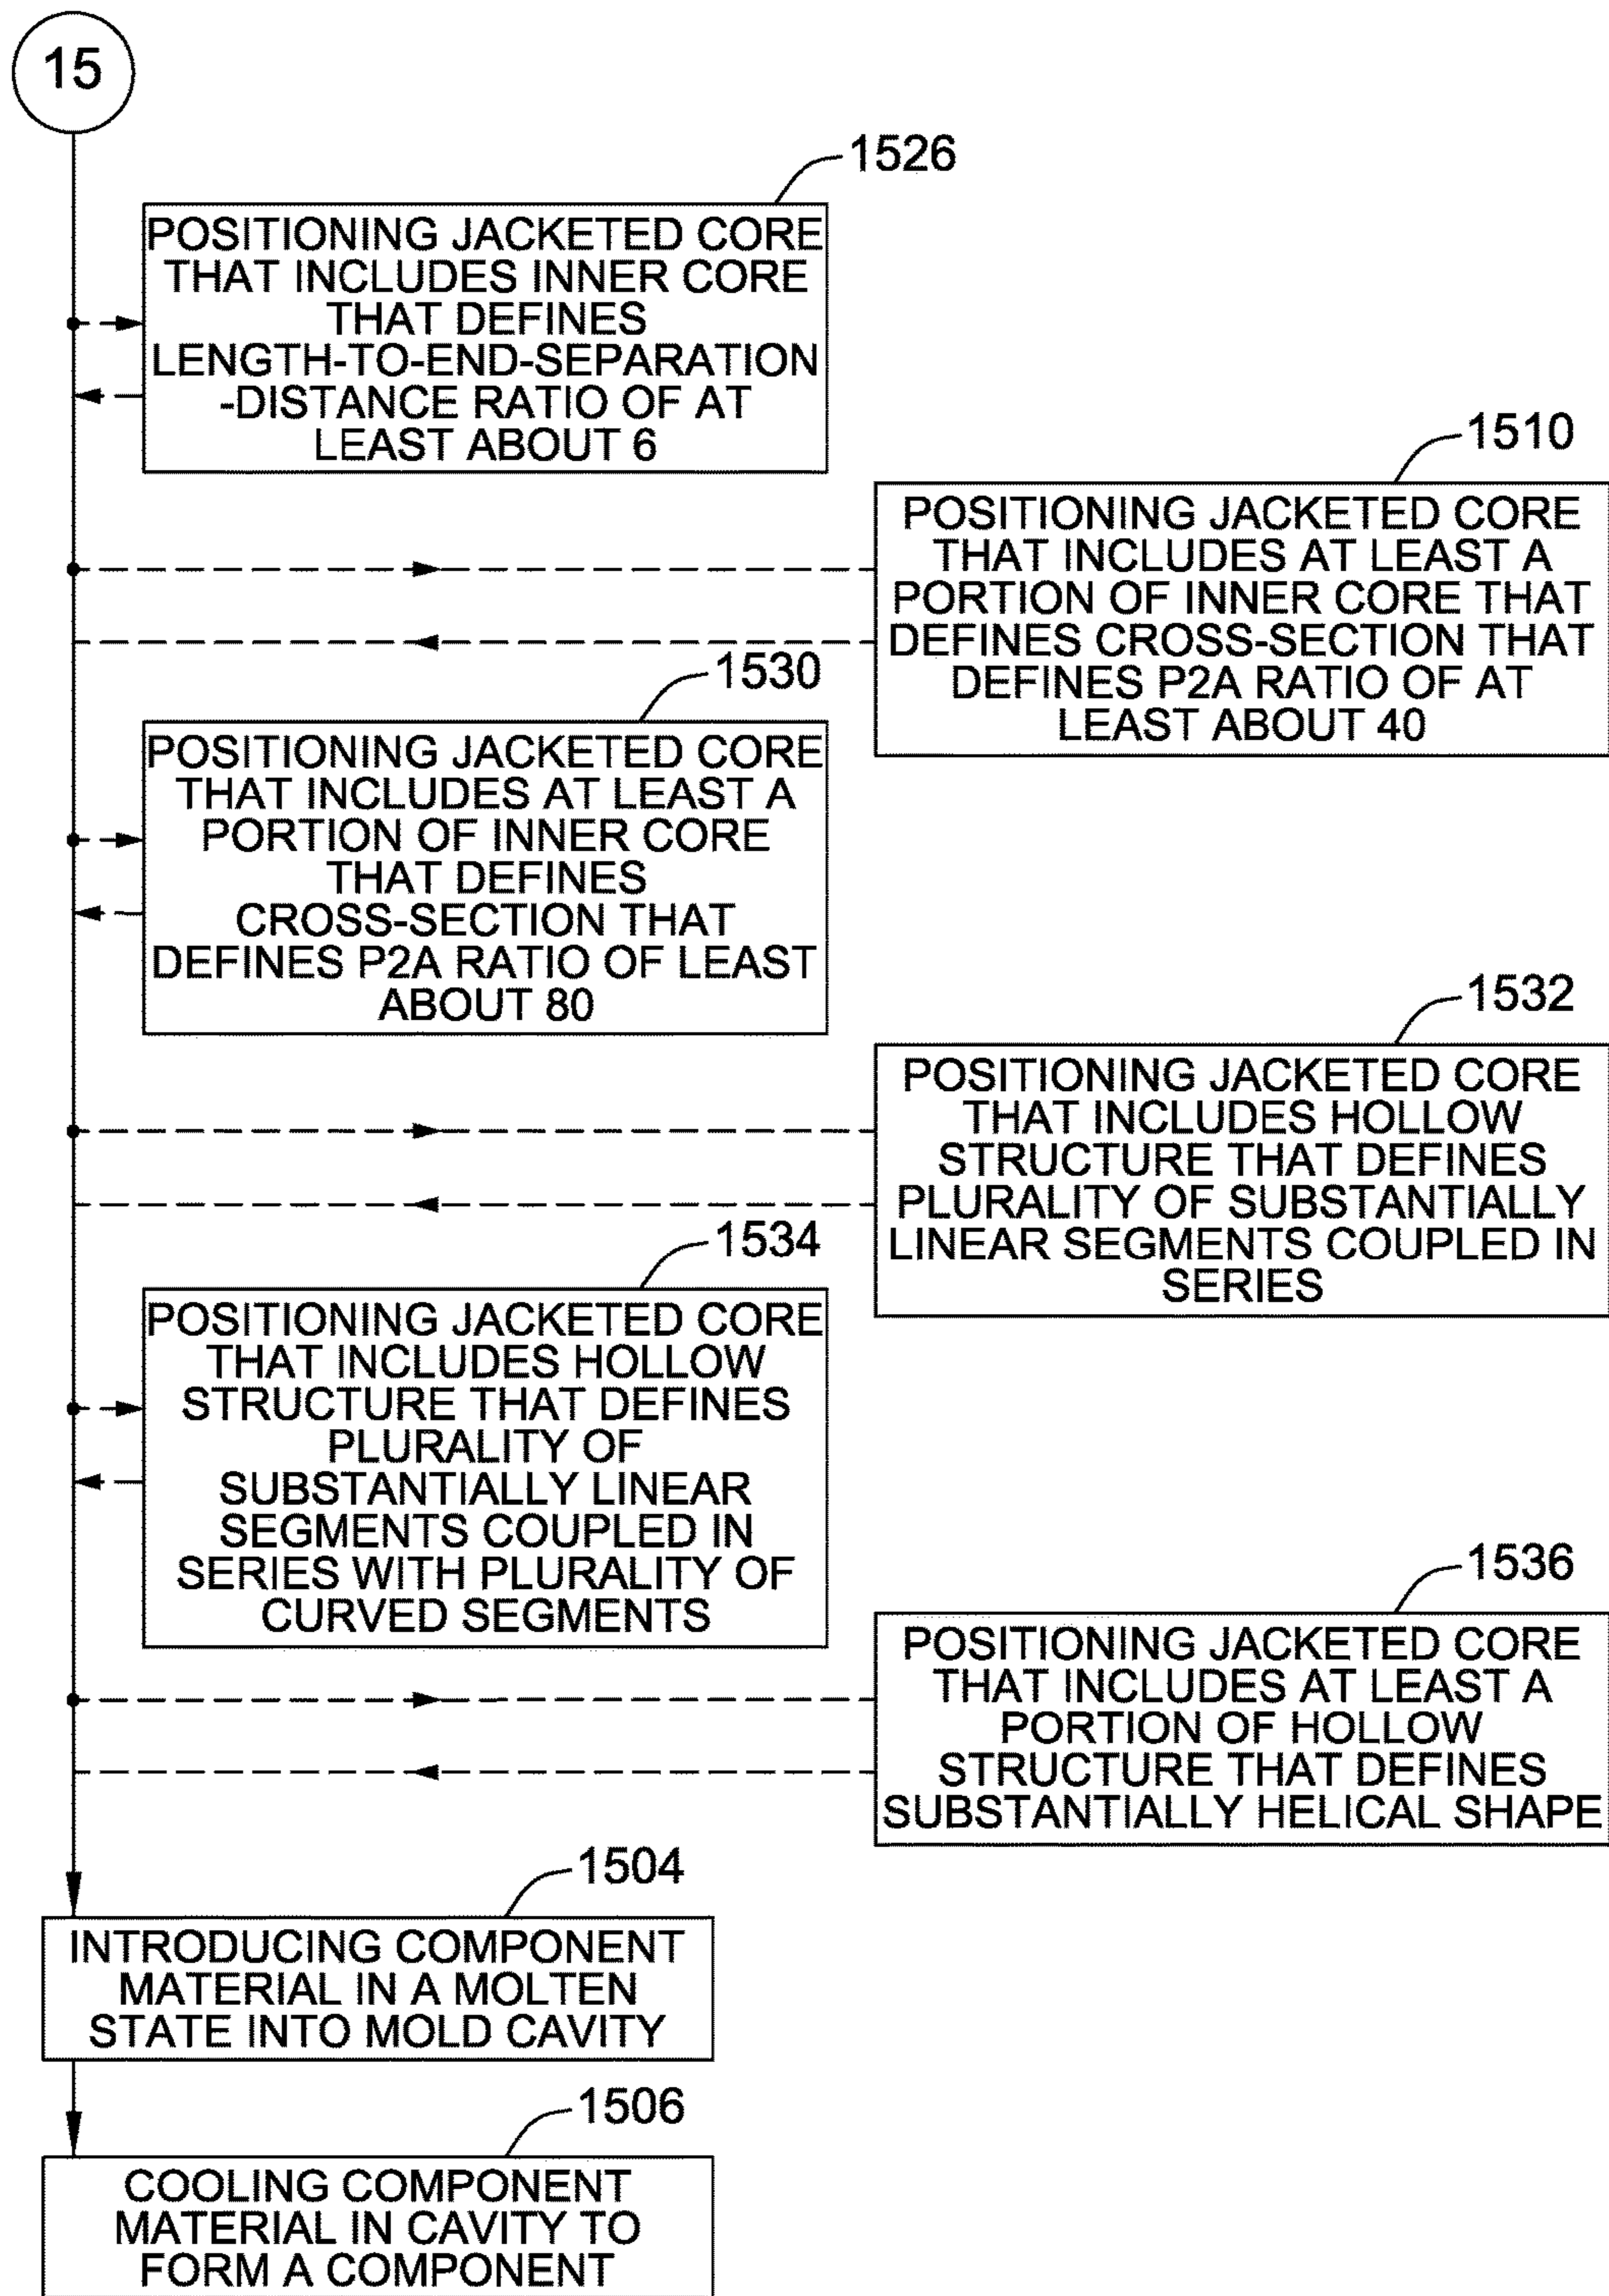 15
1526
POSITIONING JACKETED CORE
THAT INCLUDES INNER CORE
THAT DEFINES
LENGTH-TO-END-SEPARATION
-DISTANCE RATIO OF AT
LEAST ABOUT 6
1510
POSITIONING JACKETED CORE
THAT INCLUDES AT LEAST A
PORTION OF INNER CORE THAT
DEFINES CROSS-SECTION THAT
DEFINES P2A RATIO OF AT
LEAST ABOUT 40
1530
POSITIONING JACKETED CORE
THAT INCLUDES AT LEAST A
PORTION OF INNER CORE
THAT DEFINES
CROSS-SECTION THAT
DEFINES P2A RATIO OF LEAST
ABOUT 80
1532
POSITIONING JACKETED CORE
THAT INCLUDES HOLLOW
STRUCTURE THAT DEFINES
PLURALITY OF SUBSTANTIALLY
LINEAR SEGMENTS COUPLED IN
SERIES
1534
POSITIONING JACKETED CORE
THAT INCLUDES HOLLOW
STRUCTURE THAT DEFINES
PLURALITY OF
SUBSTANTIALLY LINEAR
SEGMENTS COUPLED IN
SERIES WITH PLURALITY OF
CURVED SEGMENTS
1536
POSITIONING JACKETED CORE
THAT INCLUDES AT LEAST A
PORTION OF HOLLOW
STRUCTURE THAT DEFINES
SUBSTANTIALLY HELICAL SHAPE
1504
INTRODUCING COMPONENT
MATERIAL IN A MOLTEN
STATE INTO MOLD CAVITY
1506
COOLING COMPONENT
MATERIAL IN CAVITY TO
FORM A COMPONENT